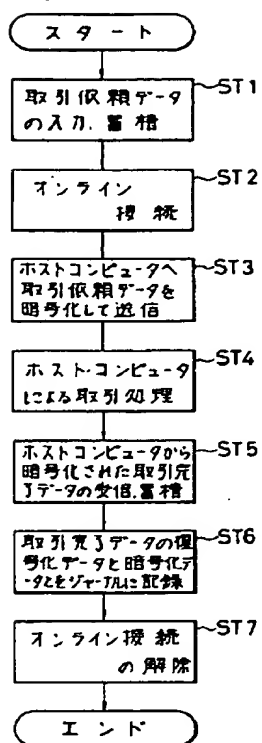 スタート
ST1
取引依頼データ
の入力,蓄積
ST2
オンライン
接続
ST3
ホストコンピュータへ
取引依頼データを
暗号化して送信
ST4
ホスト・コンピュータ
による取引処理
ST5
ホストコンピュータから
暗号化された取引完
了データの受信,蓄積
ST6
取引完了データの復
号化データと暗号化デ
ータとをジャーナルに記録
ST7
オンライン接続
の解除
エンド